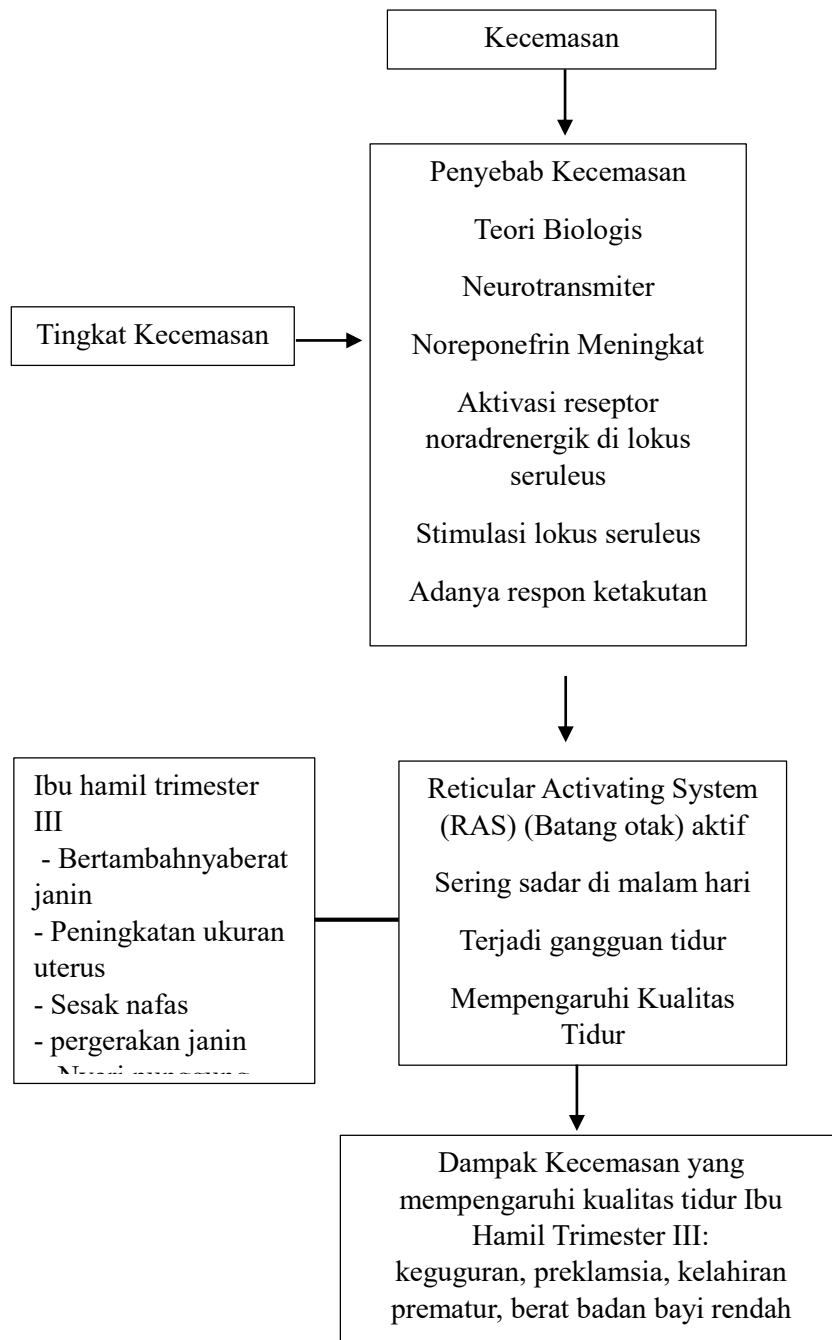 Kecemasan
Penyebab Kecemasan
Teori Biologis
Neurotransmiter
Noreponefrin Meningkat
Aktivasi reseptor
noradrenergik di lokus
seruleus
Stimulasi lokus seruleus
Adanya respon ketakutan
Tingkat Kecemasan
Ibu hamil trimester
III
- Bertambahnyaberat
janin
- Peningkatan ukuran
uterus
- Sesak nafas
- pergerakan janin
Reticular Activating System
(RAS) (Batang otak) aktif
Sering sadar di malam hari
Terjadi gangguan tidur
Mempengaruhi Kualitas
Tidur
Dampak Kecemasan yang
mempengaruhi kualitas tidur Ibu
Hamil Trimester III:
keguguran, preklamsia, kelahiran
prematur, berat badan bayi rendah